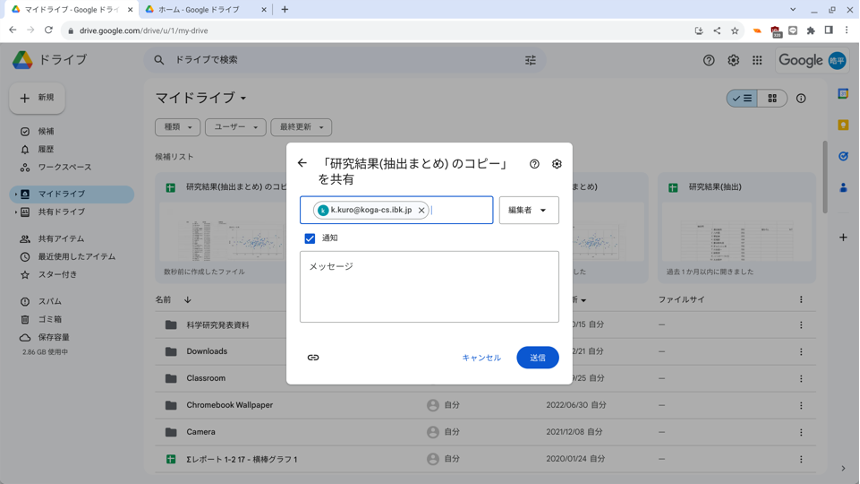 マイドライブ - Google ドライ
ホーム - Google ドライブ
drive.google.com/drive/u/1/my-drive
ドライブ
ドライブで検索
Google
皓平
新規
マイドライブ
種類
ユーザー
最終更新
候補
履歴
ワークスペース
マイドライブ
共有ドライブ
共有アイテム
最近使用したアイテム
スター付き
スパム
ゴミ箱
保存容量
2.86 GB 使用中
候補リスト
研究結果(抽出まとめ) のコピ
とめ)
研究結果(抽出)
数秒前に作成したファイル
過去 1 か月以内に開きました
「研究結果(抽出まとめ) のコピー」
を共有
k
k.kuro@koga-cs.ibk.jp
編集者
通知
メッセージ
キャンセル
送信
名前
新
ファイルサイ
科学研究発表資料
0/15 自分
—
Downloads
2/21 自分
—
Classroom
9/25 自分
—
Chromebook Wallpaper
自分
2022/06/30 自分
—
Camera
自分
2021/12/08 自分
—
Σレポート 1-2 17 - 横棒グラフ 1
自分
2020/01/24 自分
—